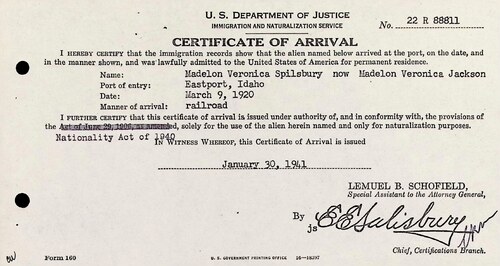 U. S. DEPARTMENT OF JUSTICE
IMMIGRATION AND NATURALIZATION SERVICE
No. 22 R 88811
CERTIFICATE OF ARRIVAL
I HEREBY CERTIFY that the immigration records show that the alien named below arrived at the port, on the date, and
in the manner shown, and was lawfully admitted to the United States of America for permanent residence.
Name: Madelon Veronica Spilsbury now Madelon Veronica Jackson
Port of entry: Eastport, Idaho
Date: March 9, 1920
Manner of arrival: railroad
I FURTHER CERTIFY that this certificate of arrival is issued under authority of, and in conformity with, the provisions of
the Act of June 29, 1906, as amended, solely for the use of the alien herein named and only for naturalization purposes.
Nationality Act of 1940
IN WITNESS WHEREOF, this Certificate of Arrival is issued
January 30, 1941
LEMUEL B. SCHOFIELD,
Special Assistant to the Attorney General,
By E E Salisbury
js
Chief, Certifications Branch.
Form 160
U. S. GOVERNMENT PRINTING OFFICE